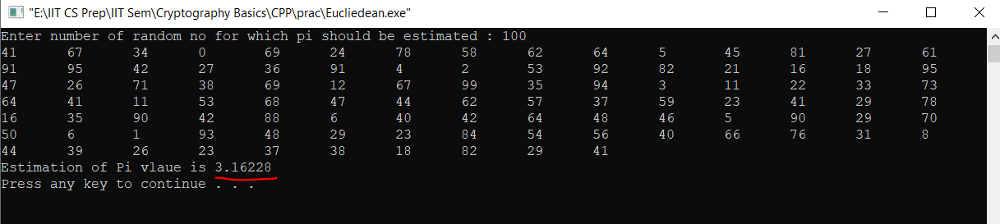 "E:\IIT CS Prep\IIT Sem\Cryptography Basics\CPP\prac\Eucliedean.exe"
Enter number of random no for which pi should be estimated : 100
41 67 34 0 69 24 78 58 62 64 5 45 81 27 61
91 95 42 27 36 91 4 2 53 92 82 21 16 18 95
47 26 71 38 69 12 67 99 35 94 3 11 22 33 73
64 41 11 53 68 47 44 62 57 37 59 23 41 29 78
16 35 90 42 88 6 40 42 64 48 46 5 90 29 70
50 6 1 93 48 29 23 84 54 56 40 66 76 31 8
44 39 26 23 37 38 18 82 29 41
Estimation of Pi vlaue is 3.16228
Press any key to continue . . .